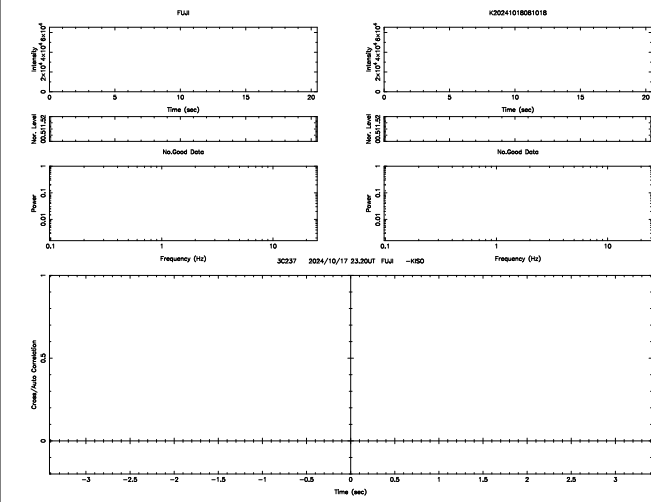 FUJI K20241018081018
Intensity 2×10⁴ 4×10⁴ 6×10⁴ Intensity 2×10⁴ 4×10⁴ 6×10⁴
0 5 10 15 20 0 5 10 15 20
Time (sec) Time (sec)
Nor. Level 0 0.5 1 1.5 2 Nor. Level 0 0.5 1 1.5 2
No.Good Data No.Good Data
Power 0.01 0.1 1 Power 0.01 0.1 1
0.1 1 10 0.1 1 10
Frequency (Hz) Frequency (Hz)
3C237 2024/10/17 23.20UT FUJI -KISO
Cross/Auto Correlation 0 0.5 1
-3 -2.5 -2 -1.5 -1 -0.5 0 0.5 1 1.5 2 2.5 3
Time (sec)